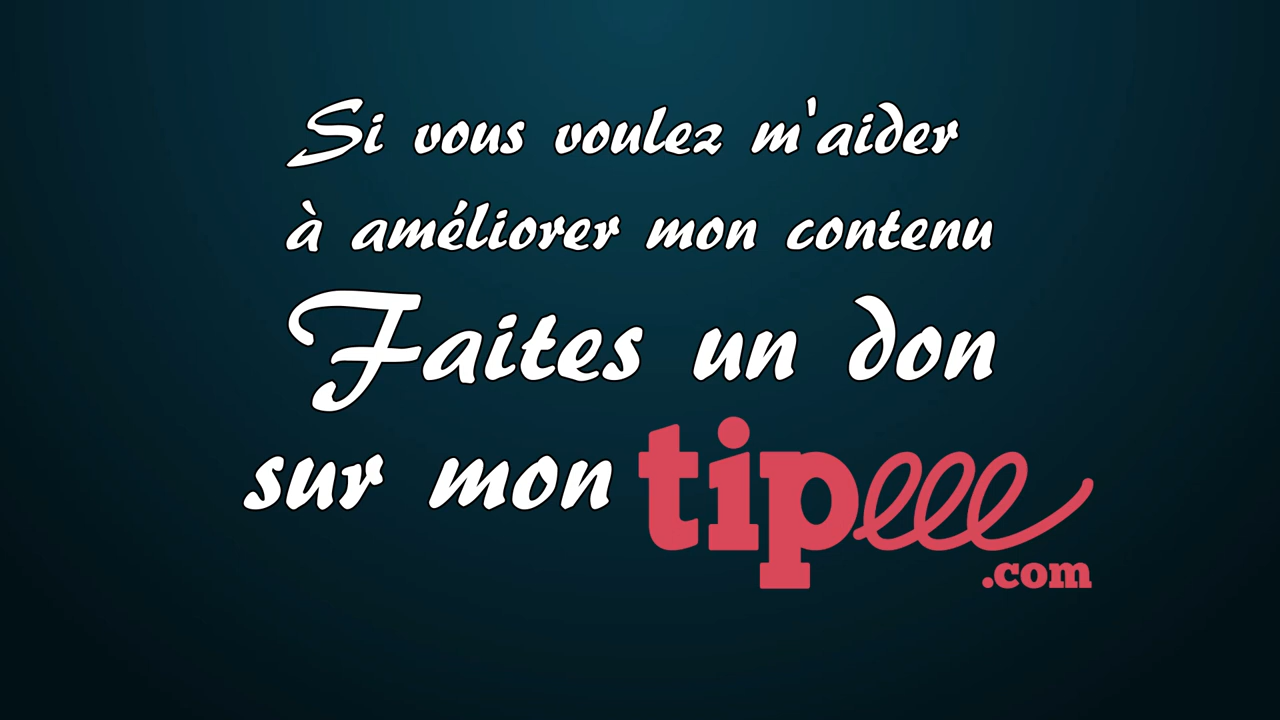 Si vous voulez m'aider
à améliorer mon contenu
Faites un don
sur mon tipeee
.com